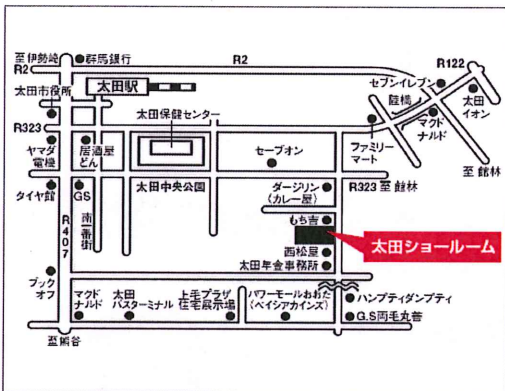 至伊勢崎
群馬銀行
R2
R122
R2
太田駅
セブンイレブン
太田市役所
陸橋
太田
イオン
太田保健センター
マクド
ナルド
R323
ヤマダ
電機
居酒屋
どん
セーブオン
ファミリー
マート
至 館林
タイヤ館
GS
太田中央公園
ダージリン
(カレー屋)
R323 至 館林
南一番街
R407
もち吉
太田ショールーム
西松屋
太田年金事務所
ブック
オフ
マクド
ナルド
太田
バスターミナル
上毛プラザ
住宅展示場
パワーモールおおた
(ベイシアカインズ)
ハンプティダンプティ
G.S両毛丸善
至熊谷